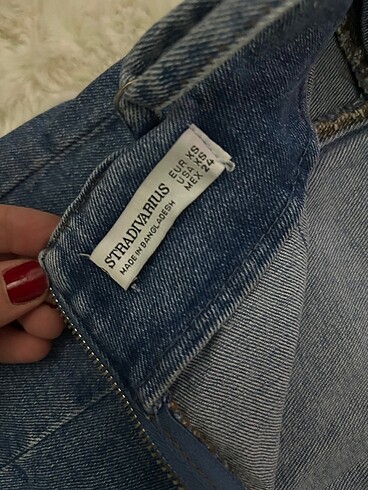 STRADIVARIUS
MADE IN BANGLADESH
EUR XS
USA XS
MEX 24